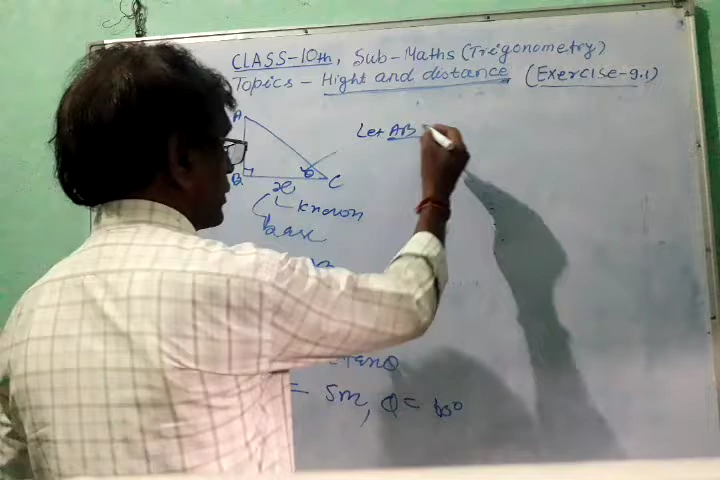 CLASS-10th, Sub-Maths (Trigonometry)
Topics - Hight and distance (Exercise-9.1)
A
Let AB
B θ C
x
known
base
= 5m, θ = 60°